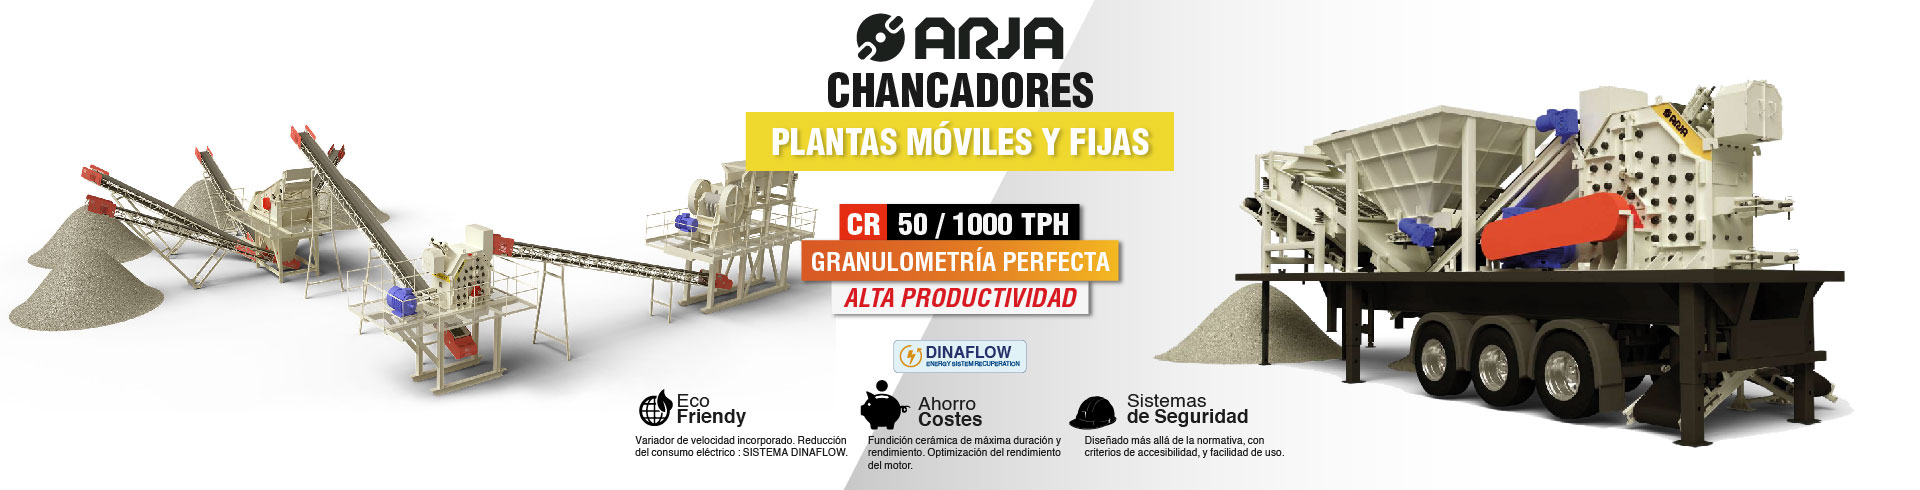 ARJA
CHANCADORES
PLANTAS MÓVILES Y FIJAS
CR 50 / 1000 TPH
GRANULOMETRÍA PERFECTA
ALTA PRODUCTIVIDAD
DINAFLOW
ENERGY SISTEM RECUPERATION
Eco
Friendy
Variador de velocidad incorporado. Reducción
del consumo eléctrico : SISTEMA DINAFLOW.
Ahorro
Costes
Fundición cerámica de máxima duración y
rendimiento. Optimización del rendimiento
del motor.
Sistemas
de Seguridad
Diseñado más allá de la normativa, con
criterios de accesibilidad, y facilidad de uso.
ARJA